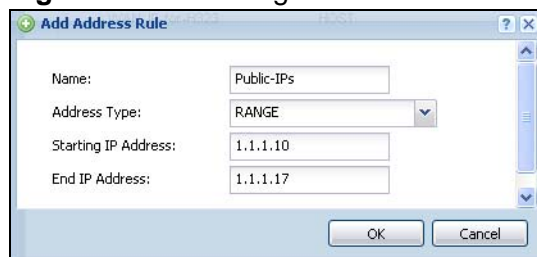 Add Address Rule
Name: Public-IPs
Address Type: RANGE
Starting IP Address: 1.1.1.10
End IP Address: 1.1.1.17
OK Cancel